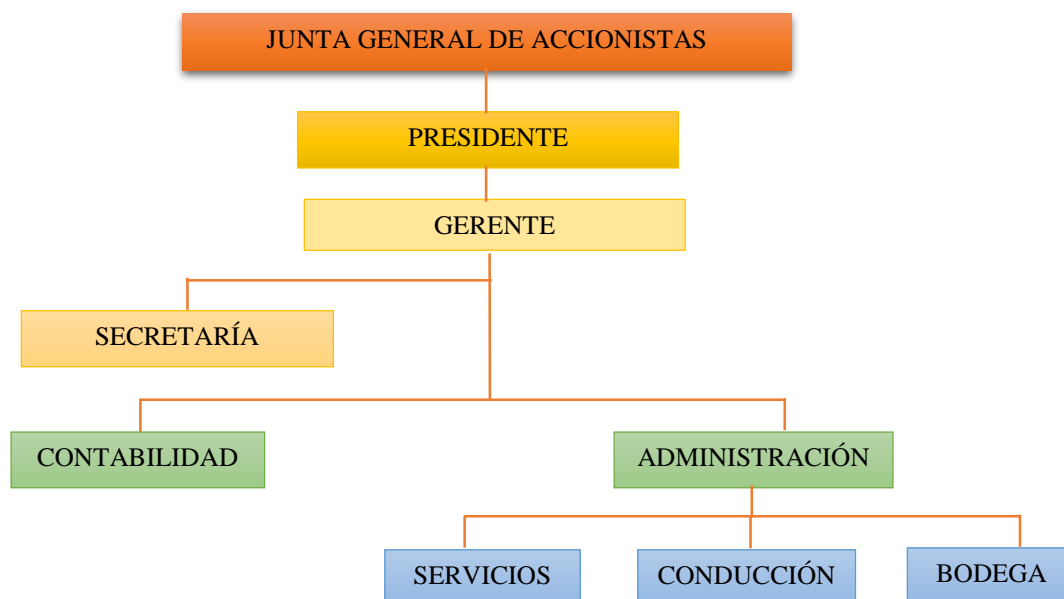 JUNTA GENERAL DE ACCIONISTAS
PRESIDENTE
GERENTE
SECRETARÍA
CONTABILIDAD
ADMINISTRACIÓN
SERVICIOS
CONDUCCIÓN
BODEGA